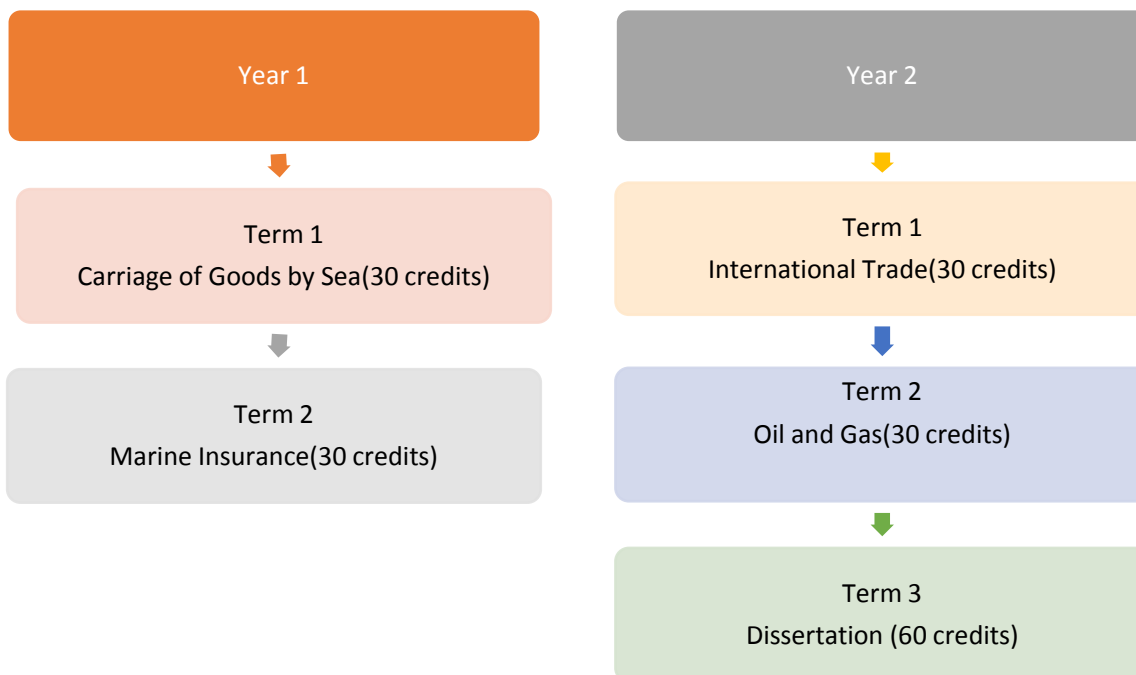 Year 1
Term 1
Carriage of Goods by Sea(30 credits)
Term 2
Marine Insurance(30 credits)
Year 2
Term 1
International Trade(30 credits)
Term 2
Oil and Gas(30 credits)
Term 3
Dissertation (60 credits)